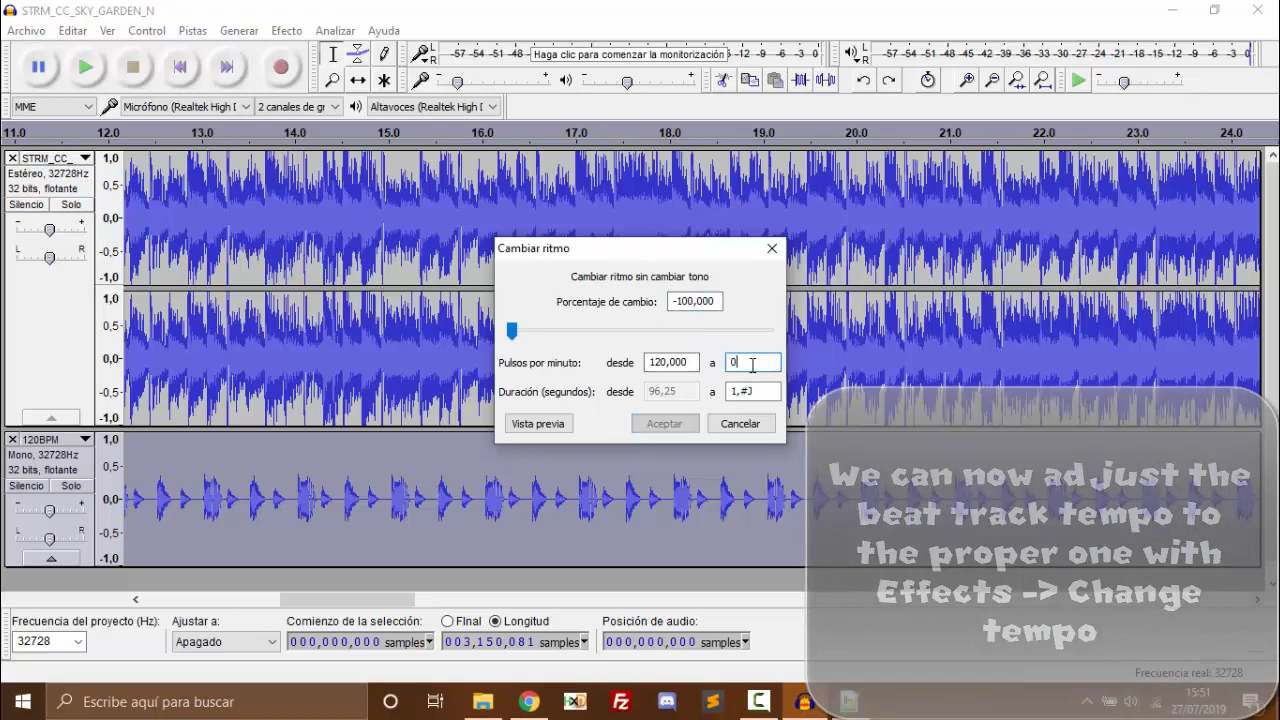 STRM_CC_SKY_GARDEN_N
Archivo Editar Ver Control Pistas Generar Efecto Analizar Ayuda
L R -57 -54 -51 -48 Haga clic para comenzar la monitorización -12 -9 -6 -3 0
L R -57 -54 -51 -48 -45 -42 -39 -36 -33 -30 -27 -24 -21 -18 -15 -12 -9 -6 -3 0
MME Micrófono (Realtek High 2 canales de gr Altavoces (Realtek High
11.0 12.0 13.0 14.0 15.0 16.0 17.0 18.0 19.0 20.0 21.0 22.0 23.0 24.0
STRM_CC_
Estéreo, 32728Hz
32 bits, flotante
Silencio Solo
- +
L R
1,0
0,5-
0,0-
-0,5-
-1,0
1,0
0,5-
0,0-
-0,5-
-1,0
Cambiar ritmo
Cambiar ritmo sin cambiar tono
Porcentaje de cambio: -100,000
Pulsos por minuto: desde 120,000 a 0
Duración (segundos): desde 96,25 a 1,#J
Vista previa Aceptar Cancelar
120BPM
Mono, 32728Hz
32 bits, flotante
Silencio Solo
- +
L R
1,0
0,5-
0,0-
-0,5-
-1,0
We can now adjust the
beat track tempo to
the proper one with
Effects -> Change
tempo
Frecuencia del proyecto (Hz): Ajustar a: Comienzo de la selección: FInal Longitud Posición de audio:
32728 Apagado 000,000,000 samples 003,150,081 samples 000,000,000 samples
Frecuencia real: 32728
Escribe aquí para buscar
15:51
27/07/2019